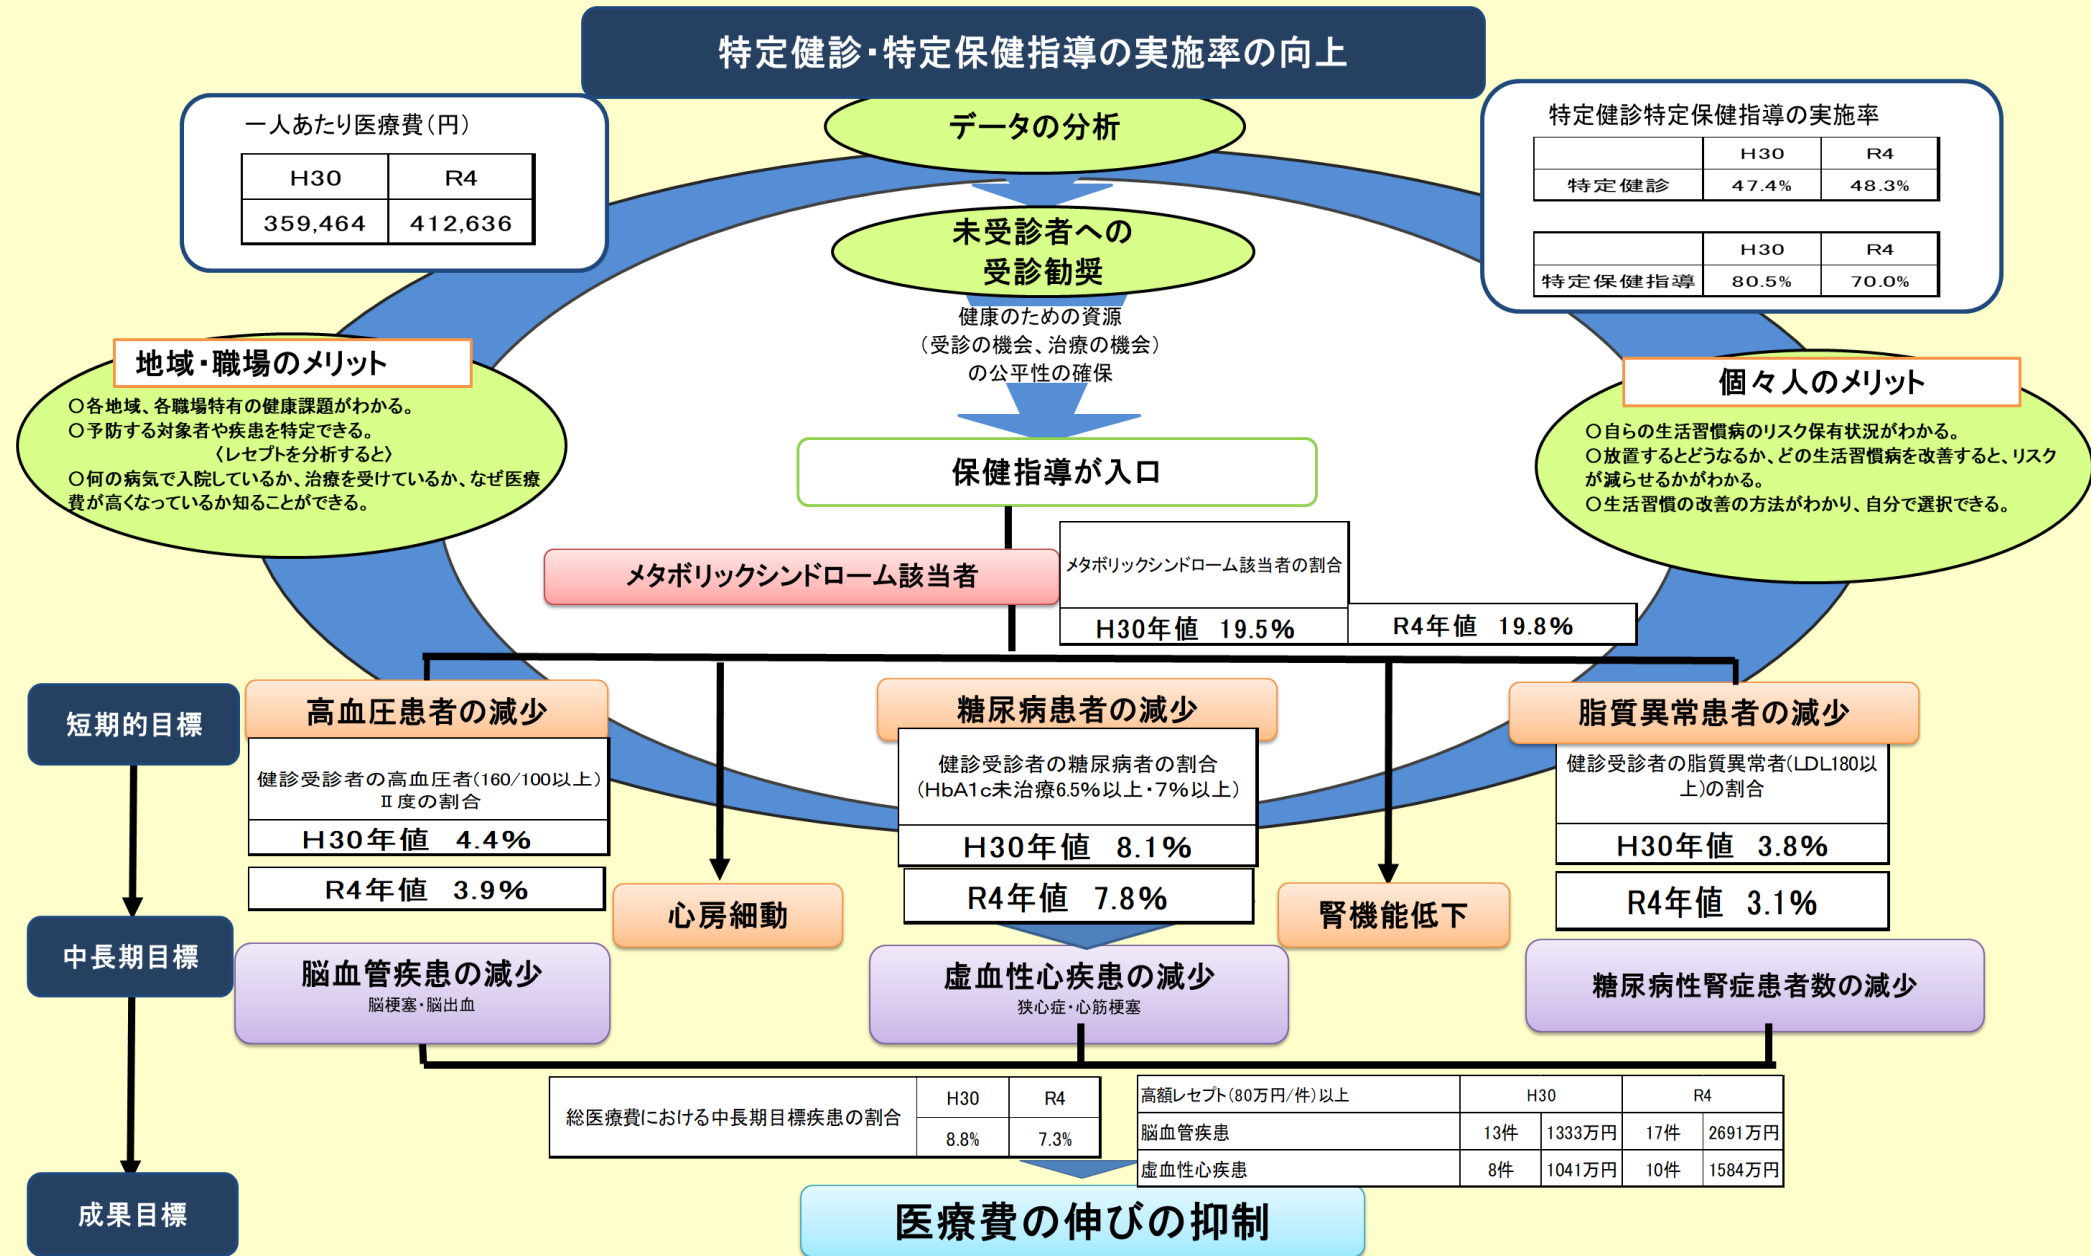 特定健診・特定保健指導の実施率の向上
一人あたり医療費（円）
H30 R4
359,464 412,636
データの分析
特定健診特定保健指導の実施率
H30 R4
特定健診 47.4% 48.3%
H30 R4
特定保健指導 80.5% 70.0%
未受診者への
受診勧奨
健康のための資源
（受診の機会、治療の機会）
の公平性の確保
地域・職場のメリット
○各地域、各職場特有の健康課題がわかる。
○予防する対象者や疾患を特定できる。
〈レセプトを分析すると〉
○何の病気で入院しているか、治療を受けているか、なぜ医療
費が高くなっているか知ることができる。
個々人のメリット
○自らの生活習慣病のリスク保有状況がわかる。
○放置するとどうなるか、どの生活習慣病を改善すると、リスク
が減らせるかがわかる。
○生活習慣の改善の方法がわかり、自分で選択できる。
保健指導が入口
メタボリックシンドローム該当者
メタボリックシンドローム該当者の割合
H30年値 19.5% R4年値 19.8%
短期的目標
高血圧患者の減少
健診受診者の高血圧者(160/100以上)
Ⅱ度の割合
H30年値 4.4%
R4年値 3.9%
糖尿病患者の減少
健診受診者の糖尿病者の割合
（HbA1c未治療6.5%以上・7%以上）
H30年値 8.1%
R4年値 7.8%
脂質異常患者の減少
健診受診者の脂質異常者(LDL180以
上)の割合
H30年値 3.8%
R4年値 3.1%
心房細動
腎機能低下
中長期目標
脳血管疾患の減少
脳梗塞・脳出血
虚血性心疾患の減少
狭心症・心筋梗塞
糖尿病性腎症患者数の減少
総医療費における中長期目標疾患の割合
H30 R4
8.8% 7.3%
高額レセプト（80万円/件）以上 H30 R4
脳血管疾患 13件 1333万円 17件 2691万円
虚血性心疾患 8件 1041万円 10件 1584万円
成果目標
医療費の伸びの抑制